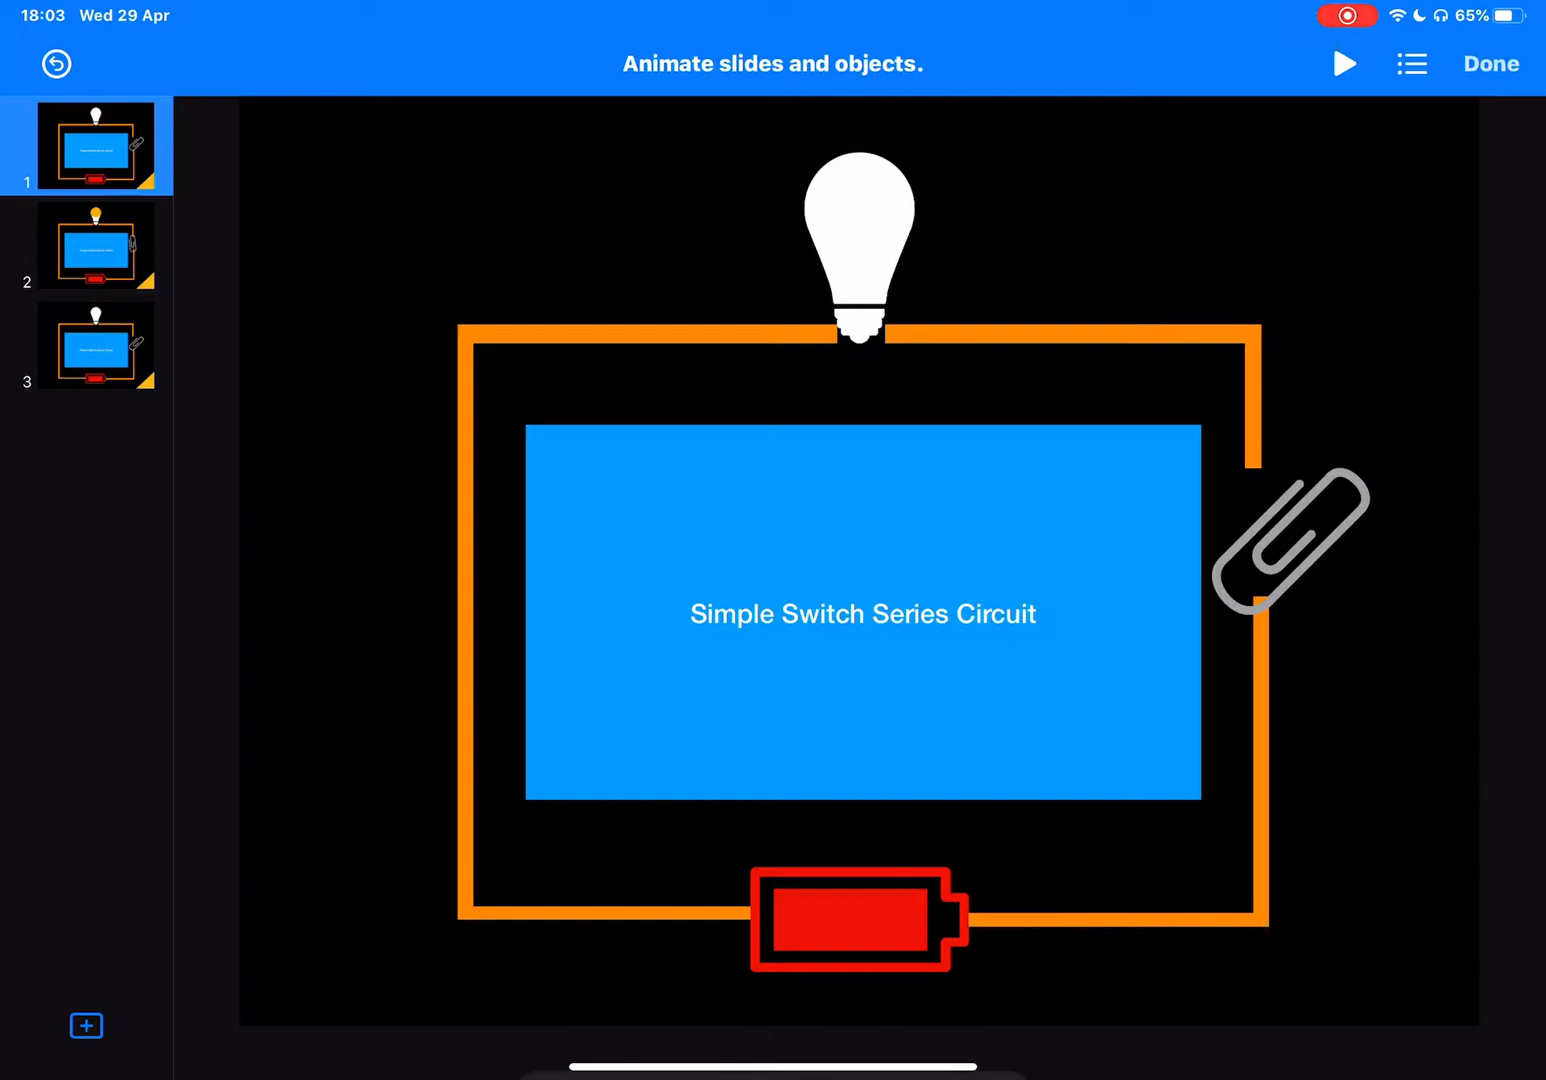 18:03 Wed 29 Apr
65%
Animate slides and objects.
Done
1
2
3
Simple Switch Series Circuit